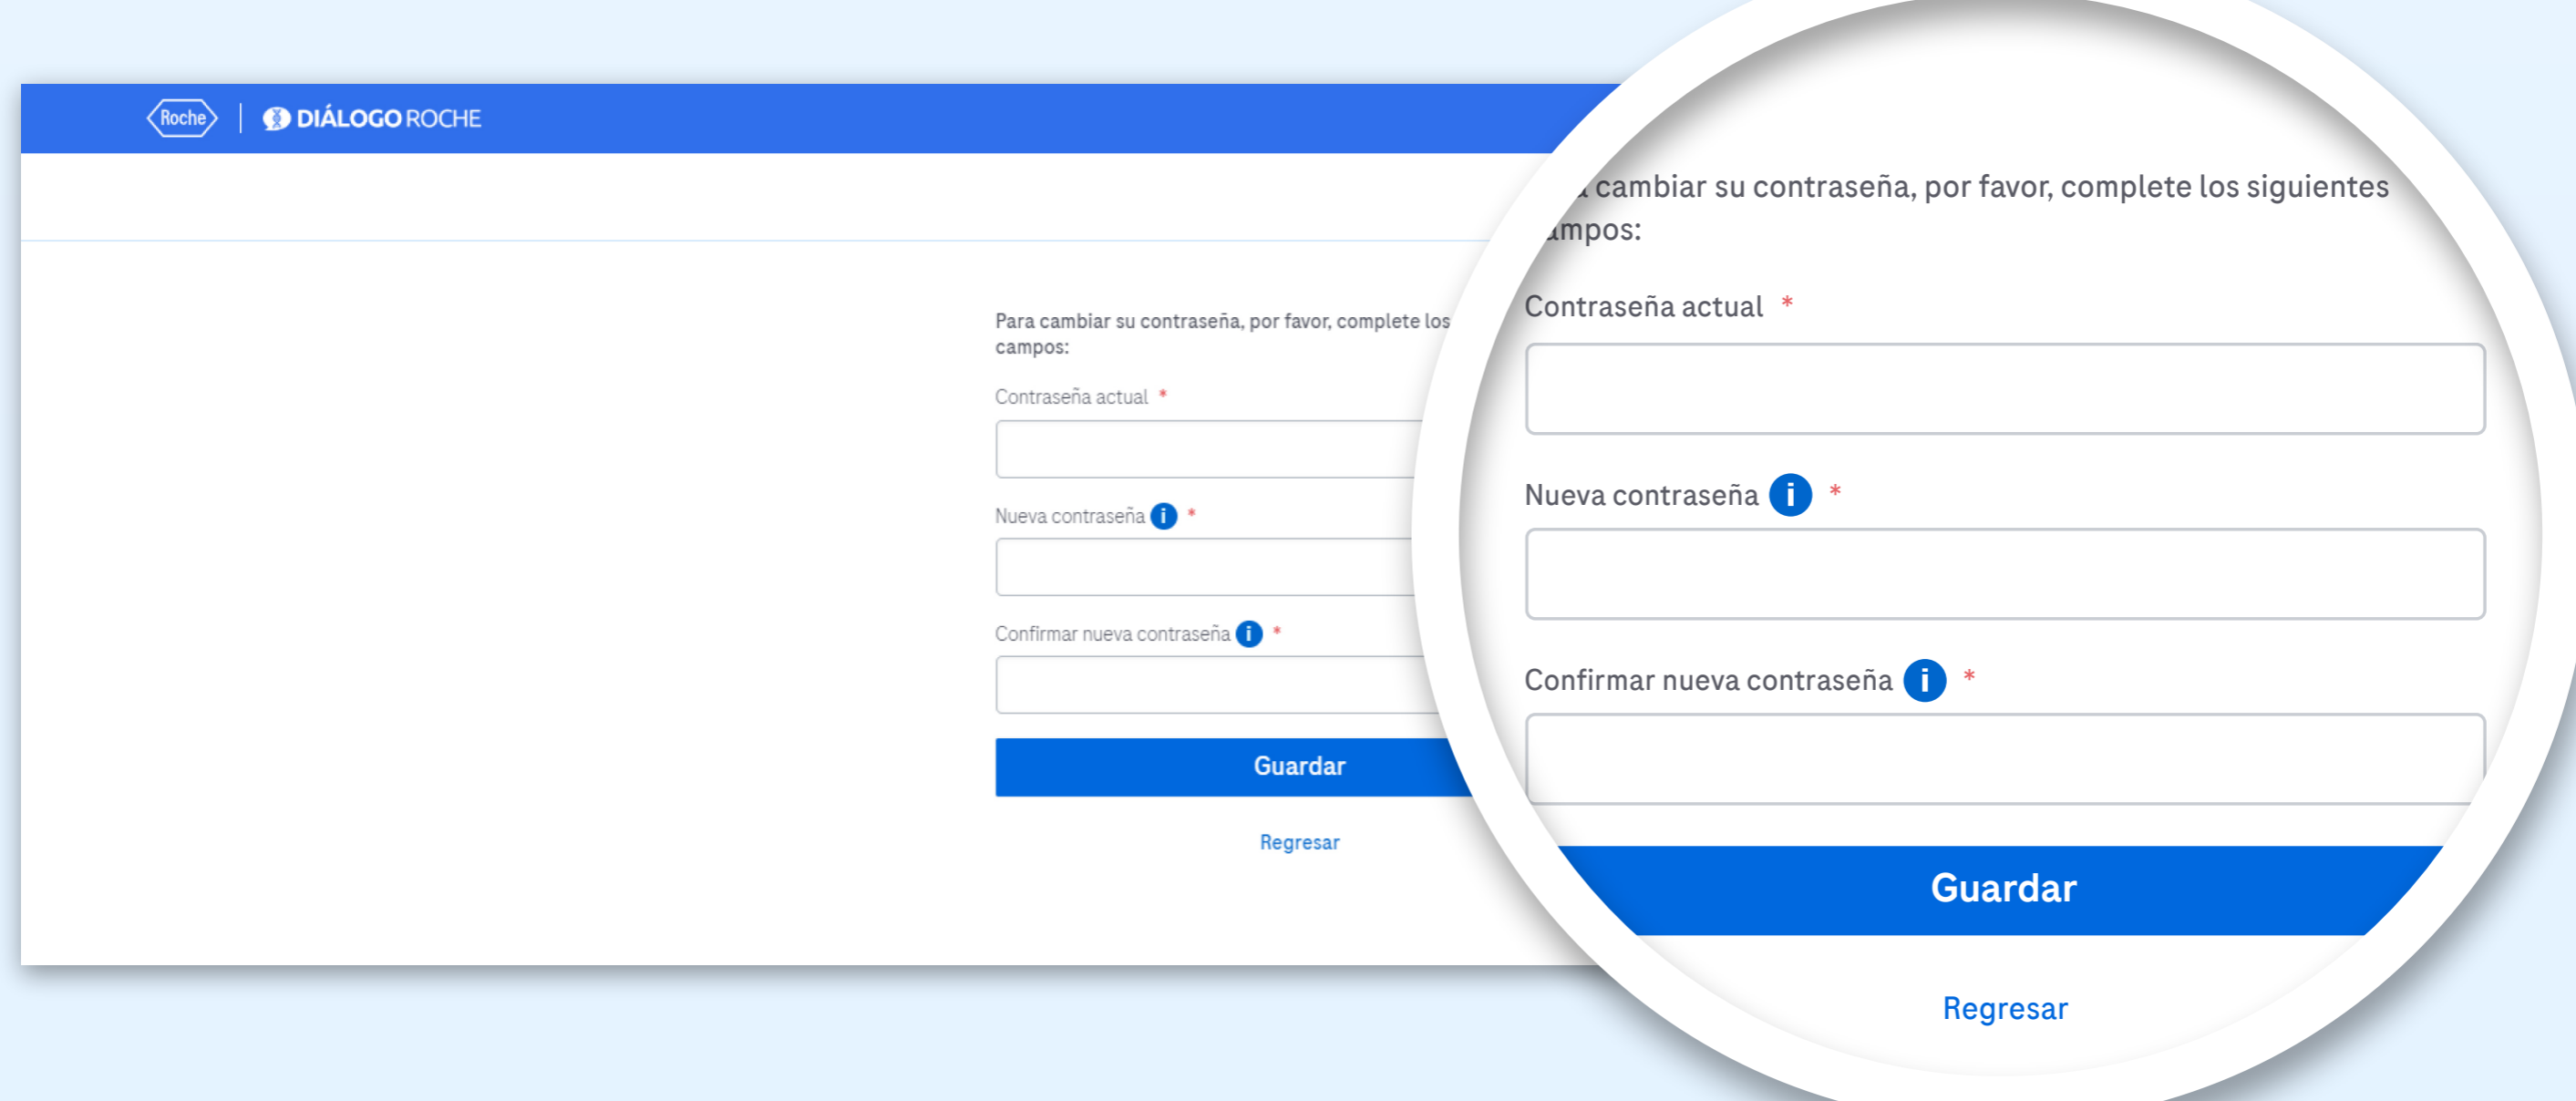 Roche
DIÁLOGO ROCHE
Para cambiar su contraseña, por favor, complete los
campos:
Contraseña actual *
Nueva contraseña i *
Confirmar nueva contraseña i *
Guardar
Regresar
cambiar su contraseña, por favor, complete los siguientes
campos:
Contraseña actual *
Nueva contraseña i *
Confirmar nueva contraseña i *
Guardar
Regresar